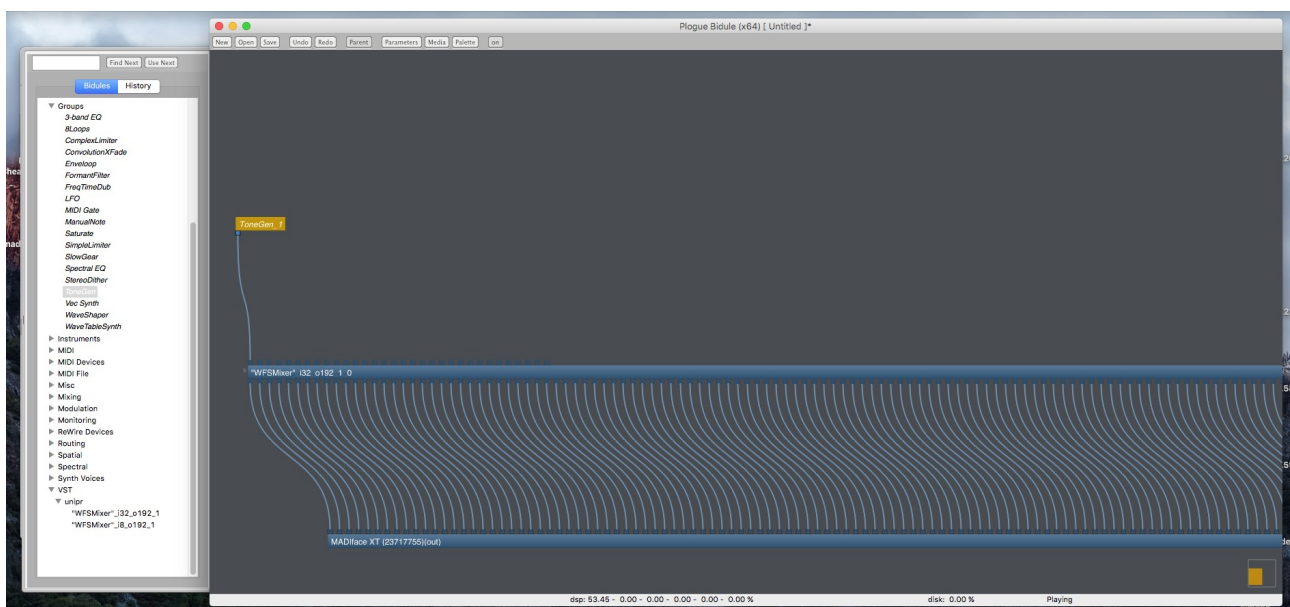 Plogue Bidule (x64) [ Untitled ]*
New Open Save Undo Redo Parent Parameters Media Palette on
Find Next Use Next
Bidules History
Groups
3-band EQ
8Loops
ComplexLimiter
ConvolutionXFade
Enveloop
FormantFilter
FreqTimeDub
LFO
MIDI Gate
ManualNote
Saturate
SimpleLimiter
SlowGear
Spectral EQ
StereoDither
ToneGen
Vec Synth
WaveShaper
WaveTableSynth
Instruments
MIDI
MIDI Devices
MIDI File
Misc
Mixing
Modulation
Monitoring
ReWire Devices
Routing
Spatial
Spectral
Synth Voices
VST
unipr
"WFSMixer"_i32_o192_1
"WFSMixer"_i8_o192_1
ToneGen_1
"WFSMixer"_i32_o192_1_0
MADIface XT (23717755)(out)
dsp: 53.45 - 0.00 - 0.00 - 0.00 - 0.00 - 0.00 %
disk: 0.00 %
Playing